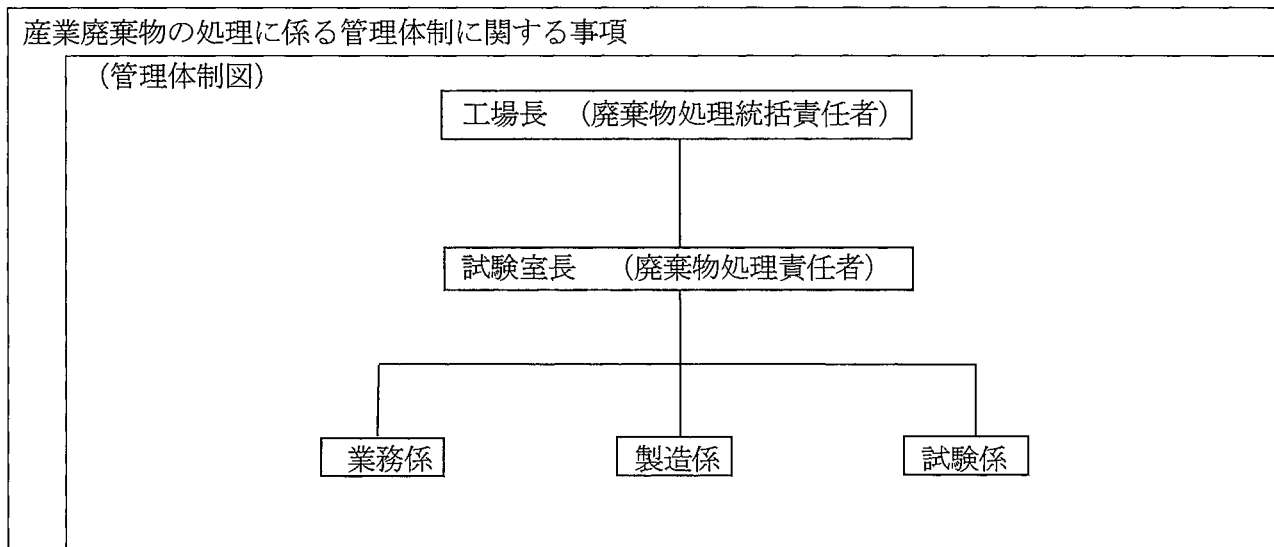 産業廃棄物の処理に係る管理体制に関する事項
（管理体制図）
工場長　（廃棄物処理統括責任者）
試験室長　（廃棄物処理責任者）
業務係　製造係　試験係